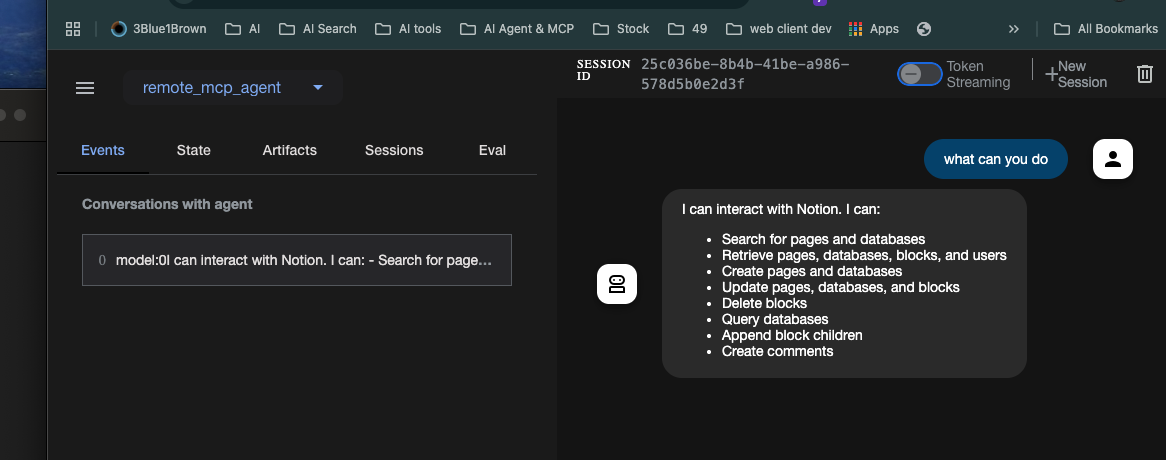 3Blue1Brown AI AI Search AI tools AI Agent & MCP Stock 49 web client dev Apps » All Bookmarks
remote_mcp_agent
SESSION ID 25c036be-8b4b-41be-a986-
578d5b0e2d3f
Token
Streaming
New
Session
Events State Artifacts Sessions Eval
Conversations with agent
0 model:0I can interact with Notion. I can: - Search for page...
what can you do
I can interact with Notion. I can:
• Search for pages and databases
• Retrieve pages, databases, blocks, and users
• Create pages and databases
• Update pages, databases, and blocks
• Delete blocks
• Query databases
• Append block children
• Create comments